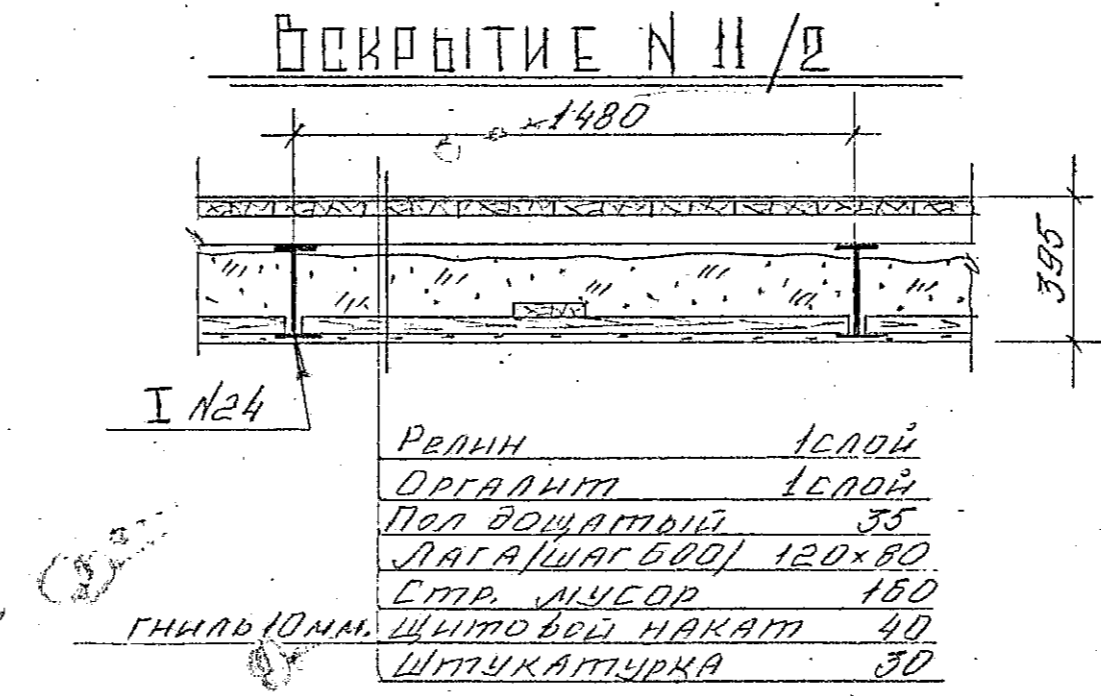 Вскрытие N 11/2
1480
395
I N24
Релин 1слой
Оргалит 1слой
Пол дощатый 35
Лага/шаг 600/ 120×80
Стр. мусор 160
гниль 10мм. Щитовой накат 40
Штукатурка 30